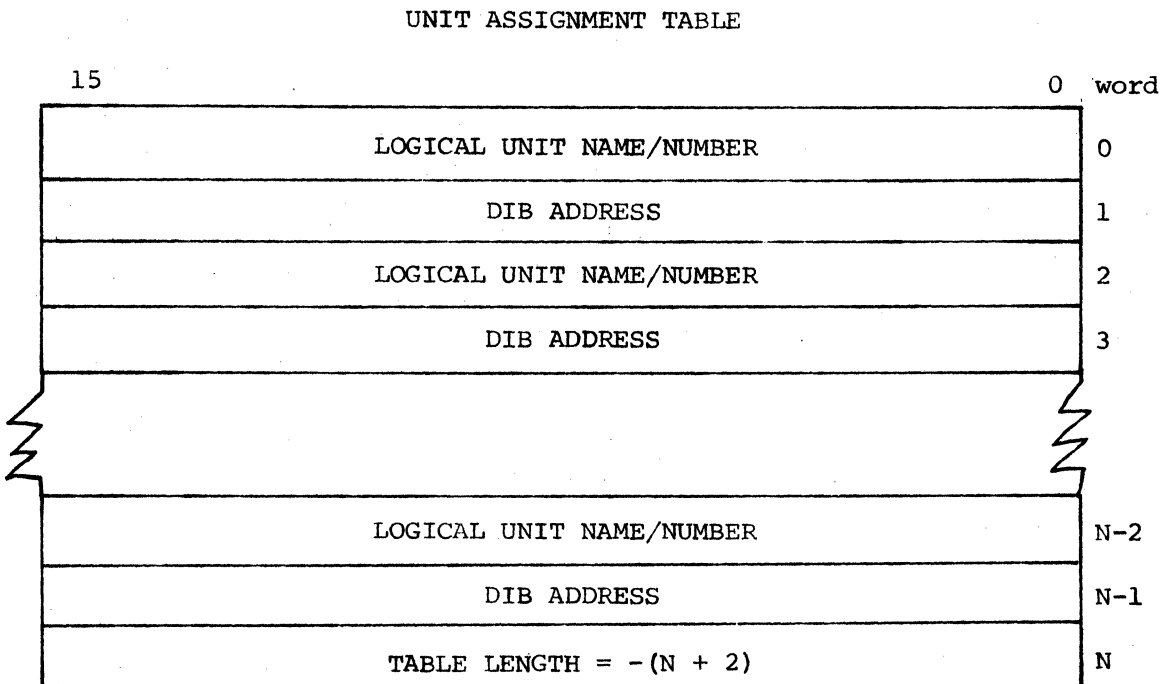 UNIT ASSIGNMENT TABLE
15 0 word
LOGICAL UNIT NAME/NUMBER 0
DIB ADDRESS 1
LOGICAL UNIT NAME/NUMBER 2
DIB ADDRESS 3
LOGICAL UNIT NAME/NUMBER N-2
DIB ADDRESS N-1
TABLE LENGTH = -(N + 2) N